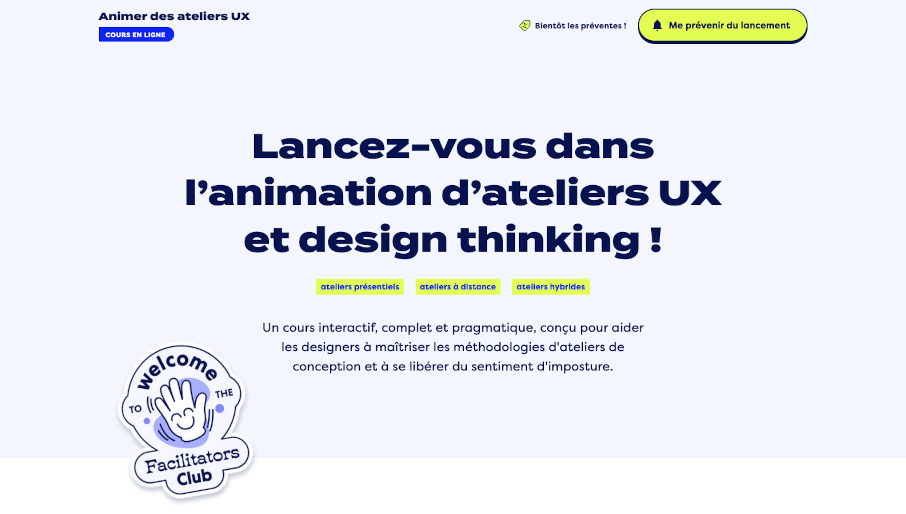 Animer des ateliers UX
COURS EN LIGNE
Bientôt les préventes !
Me prévenir du lancement
Lancez-vous dans
l’animation d’ateliers UX
et design thinking !
ateliers présentiels
ateliers à distance
ateliers hybrides
Un cours interactif, complet et pragmatique, conçu pour aider
les designers à maîtriser les méthodologies d'ateliers de
conception et à se libérer du sentiment d'imposture.
welcome
TO THE
Facilitators
Club